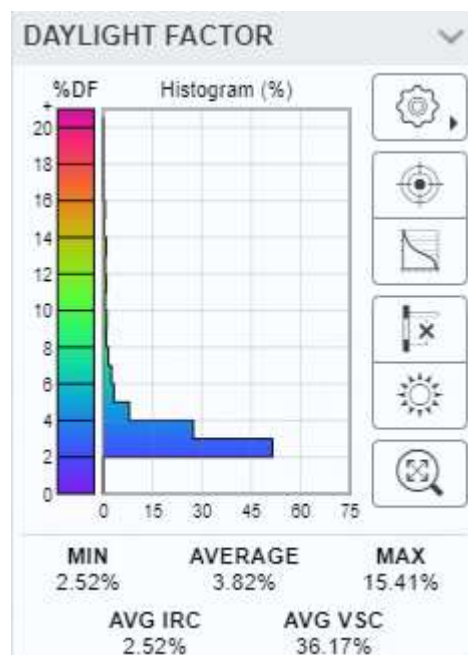 DAYLIGHT FACTOR
%DF Histogram (%)
+
20
18
16
14
12
10
8
6
4
2
0
0 15 30 45 60 75
MIN AVERAGE MAX
2.52% 3.82% 15.41%
AVG IRC AVG VSC
2.52% 36.17%